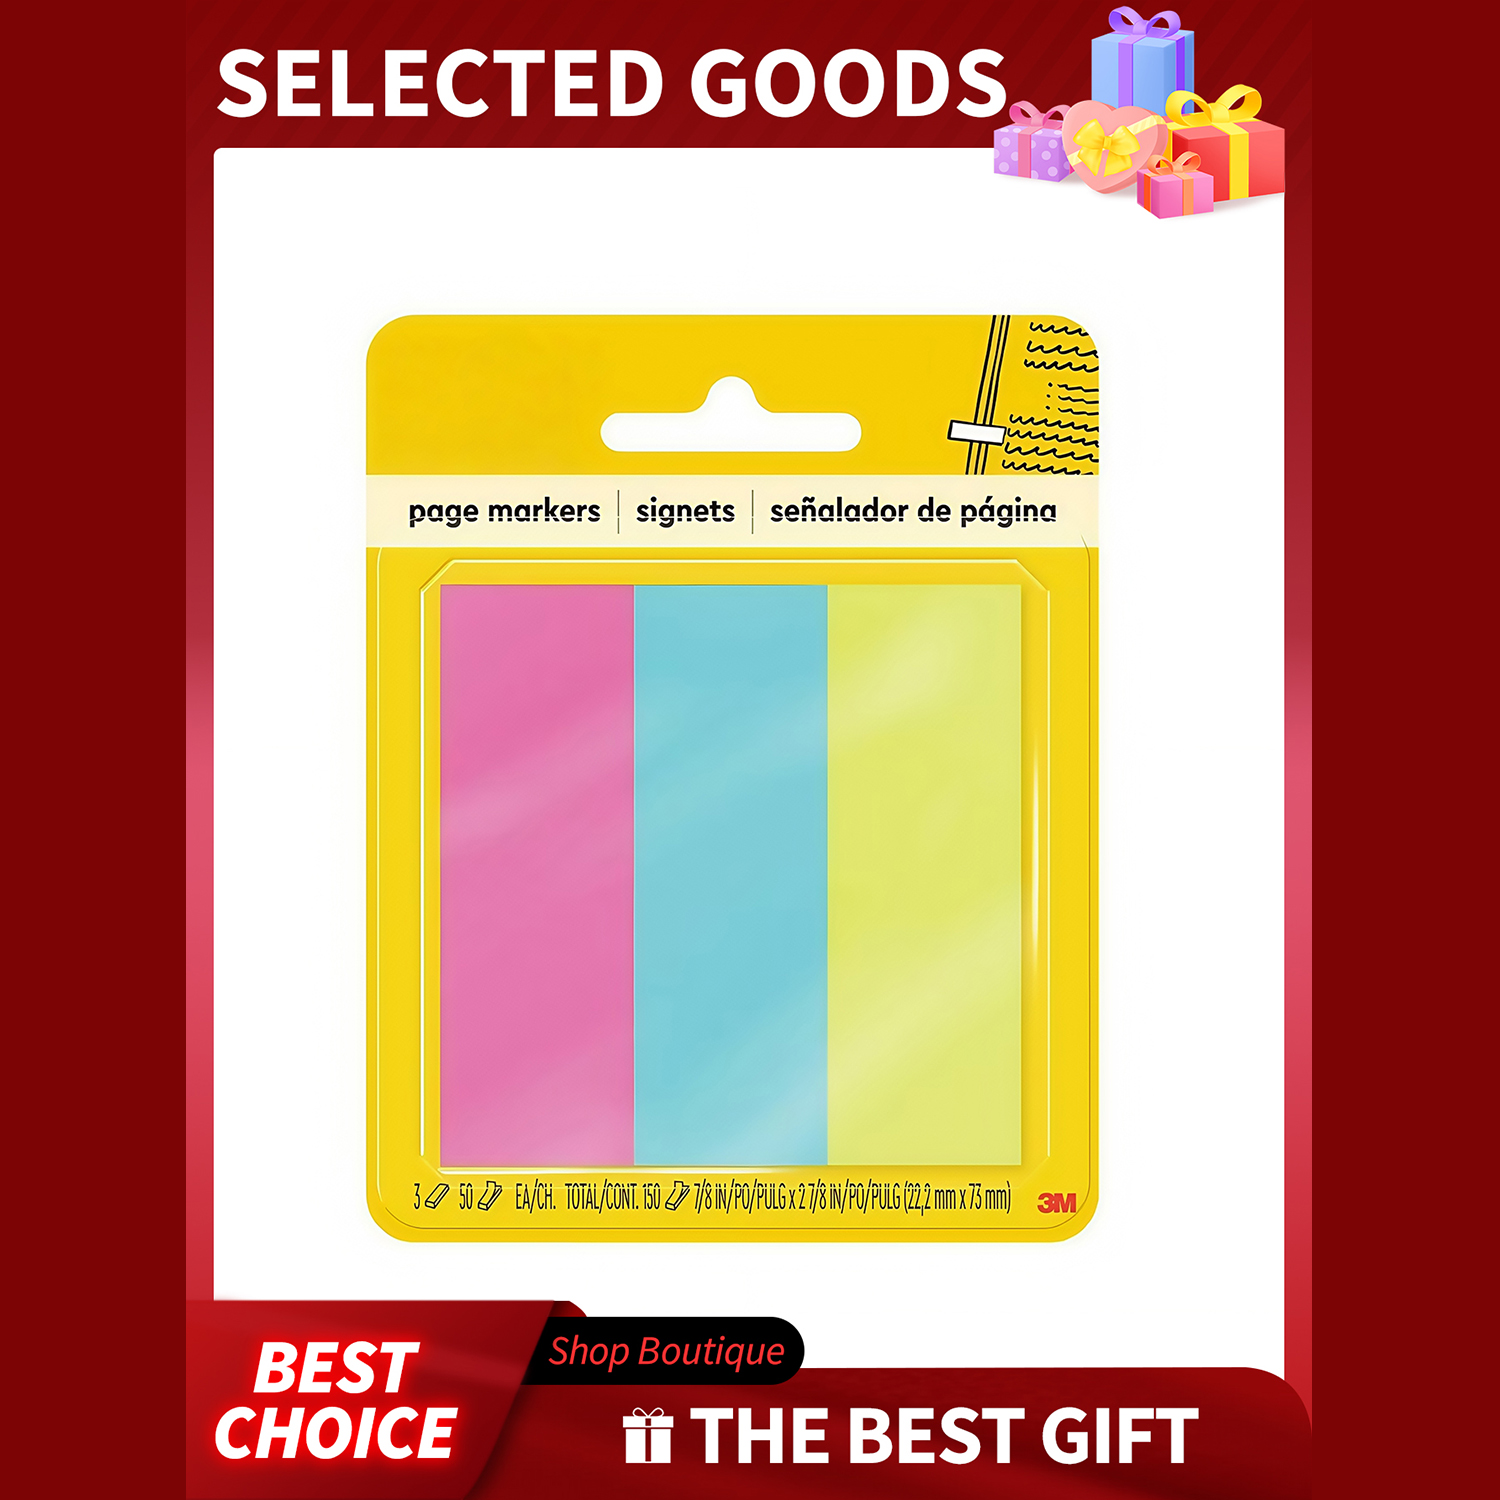 SELECTED GOODS
page markers | signets | señalador de página
3 50 EA/CH. TOTAL/CONT. 150 7/8 IN/PO/PULG x 2 7/8 IN/PO/PULG (22,2 mm x 73 mm)
3M
Shop Boutique
BEST
CHOICE
THE BEST GIFT